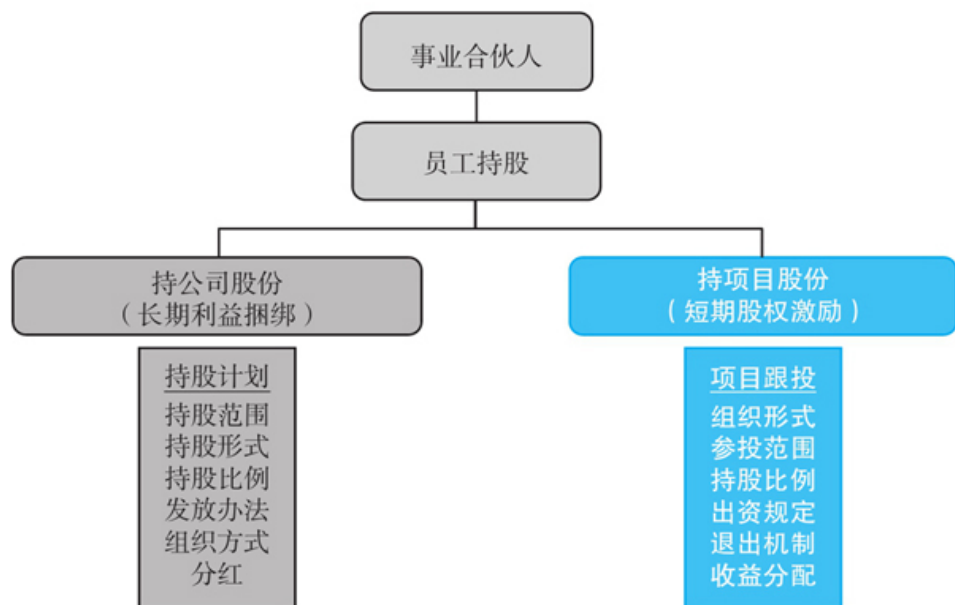 事业合伙人
员工持股
持公司股份
（长期利益捆绑）
持股计划
持股范围
持股形式
持股比例
发放办法
组织方式
分红
持项目股份
（短期股权激励）
项目跟投
组织形式
参投范围
持股比例
出资规定
退出机制
收益分配